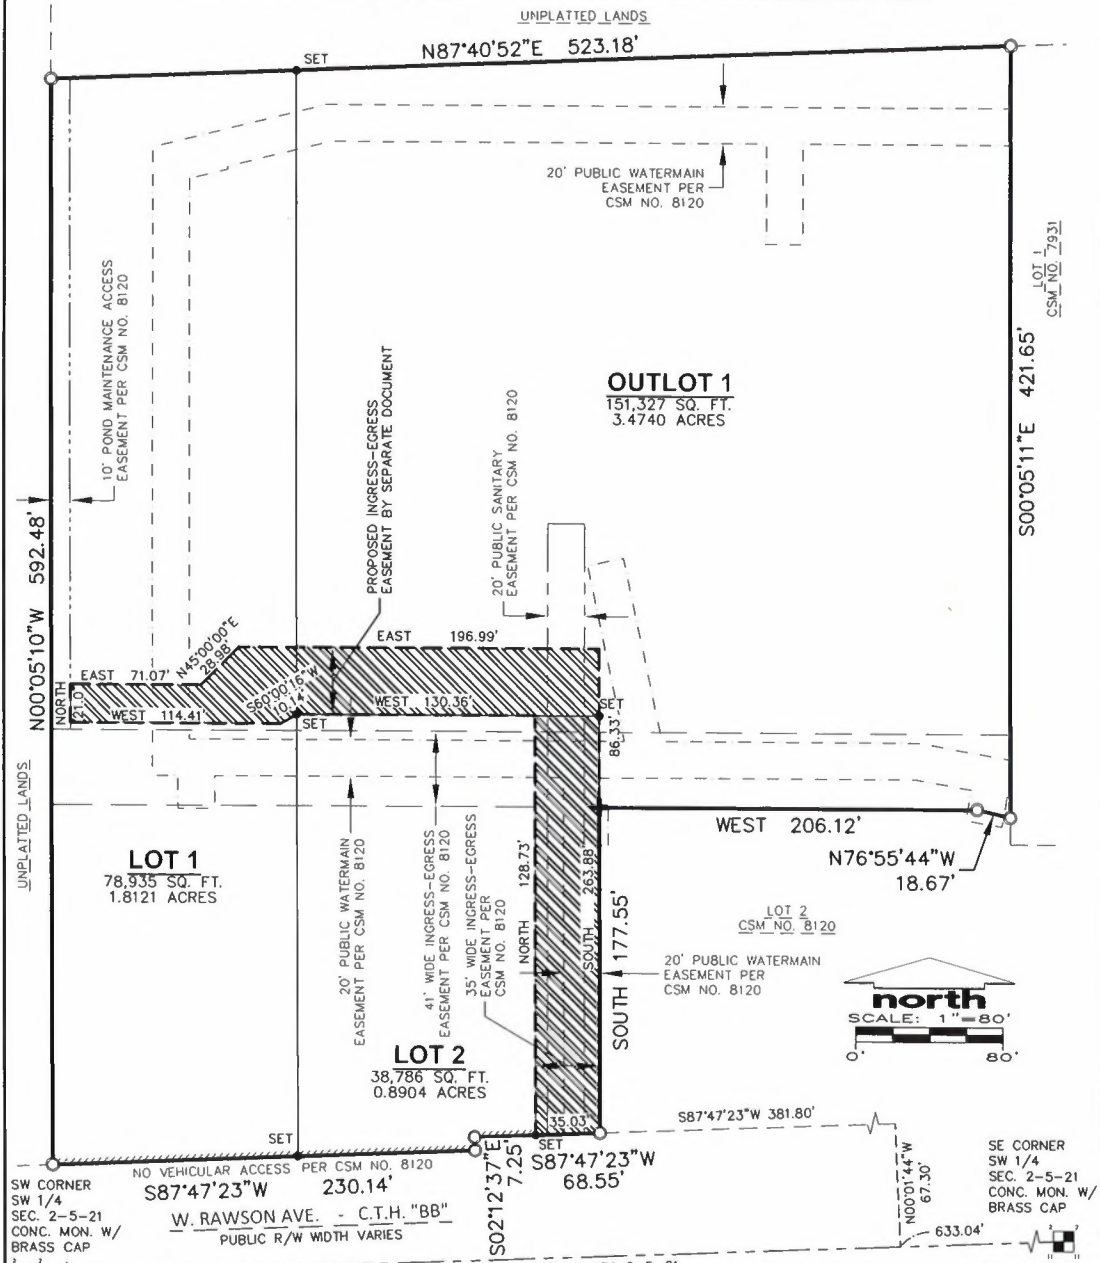 UNPLATTED LANDS
SET
N87°40'52"E 523.18'
20' PUBLIC WATERMAIN
EASEMENT PER
CSM NO. 8120
LOT 1
CSM NO. 7931
10' POND MAINTENANCE ACCESS
EASEMENT PER CSM NO. 8120
PROPOSED INGRESS-EGRESS
EASEMENT BY SEPARATE DOCUMENT
OUTLOT 1
151,327 SQ. FT.
3.4740 ACRES
20' PUBLIC SANITARY
EASEMENT PER CSM NO. 8120
S00°05'11"E 421.65'
N00°05'10"W 592.48'
EAST 196.99'
N45°00'00"E
28.98'
EAST 71.07'
NORTH
21.0'
WEST 114.41'
S60°00'16"W
WEST 130.36'
SET
SET
86.33'
UNPLATTED LANDS
WEST 206.12'
N76°55'44"W
18.67'
LOT 1
78,935 SQ. FT.
1.8121 ACRES
20' PUBLIC WATERMAIN
EASEMENT PER CSM NO. 8120
41' WIDE INGRESS-EGRESS
EASEMENT PER CSM NO. 8120
35' WIDE INGRESS-EGRESS
EASEMENT PER
CSM NO. 8120
NORTH 128.73'
SOUTH 263.88'
SOUTH 177.55'
LOT 2
CSM NO. 8120
20' PUBLIC WATERMAIN
EASEMENT PER
CSM NO. 8120
north
SCALE: 1"=80'
0' 80'
LOT 2
38,786 SQ. FT.
0.8904 ACRES
35.03'
S87°47'23"W 381.80'
SET
SET
NO VEHICULAR ACCESS PER CSM NO. 8120
S87°47'23"W 230.14'
S02°12'37"E
7.25'
S87°47'23"W
68.55'
N00°01'44"W
67.30'
SW CORNER
SW 1/4
SEC. 2-5-21
CONC. MON. W/
BRASS CAP
W. RAWSON AVE. - C.T.H. "BB"
PUBLIC R/W WIDTH VARIES
SE CORNER
SW 1/4
SEC. 2-5-21
CONC. MON. W/
BRASS CAP
633.04'
2 2
11 11